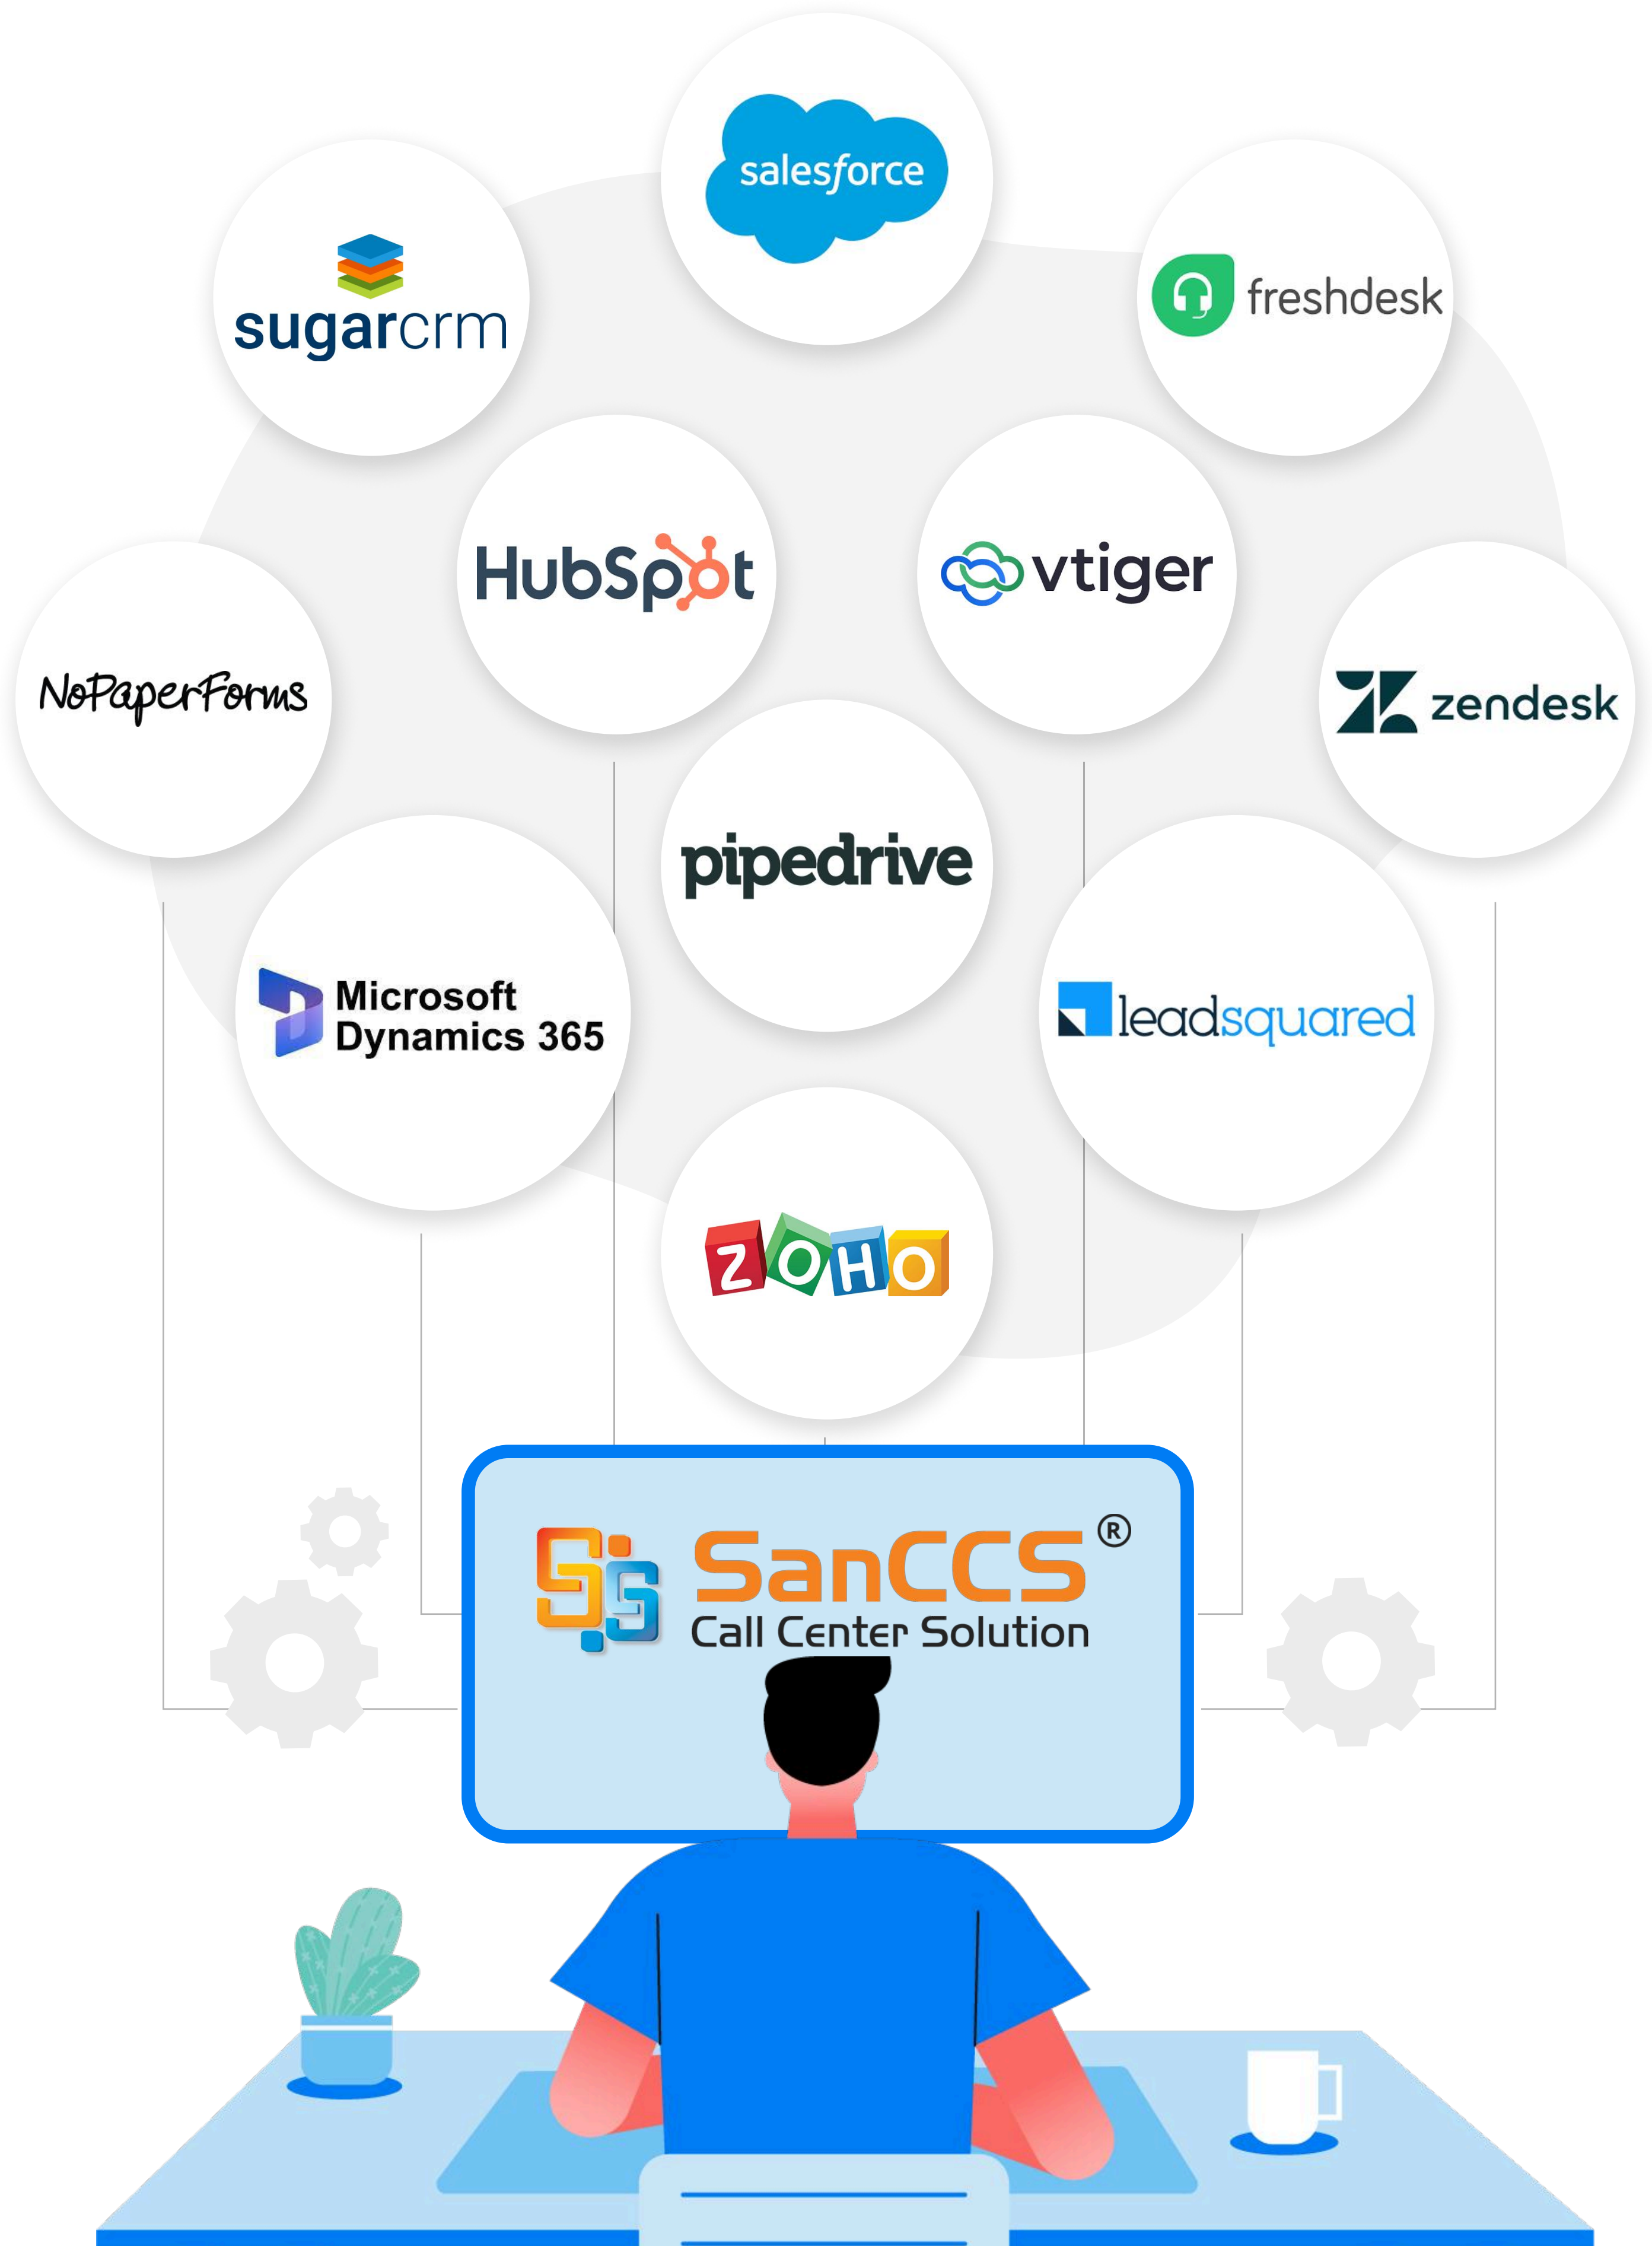 salesforce
sugarcrm
freshdesk
HubSpot
vtiger
NoPaperForms
zendesk
pipedrive
Microsoft
Dynamics 365
leadsquared
ZOHO
SanCCS®
Call Center Solution